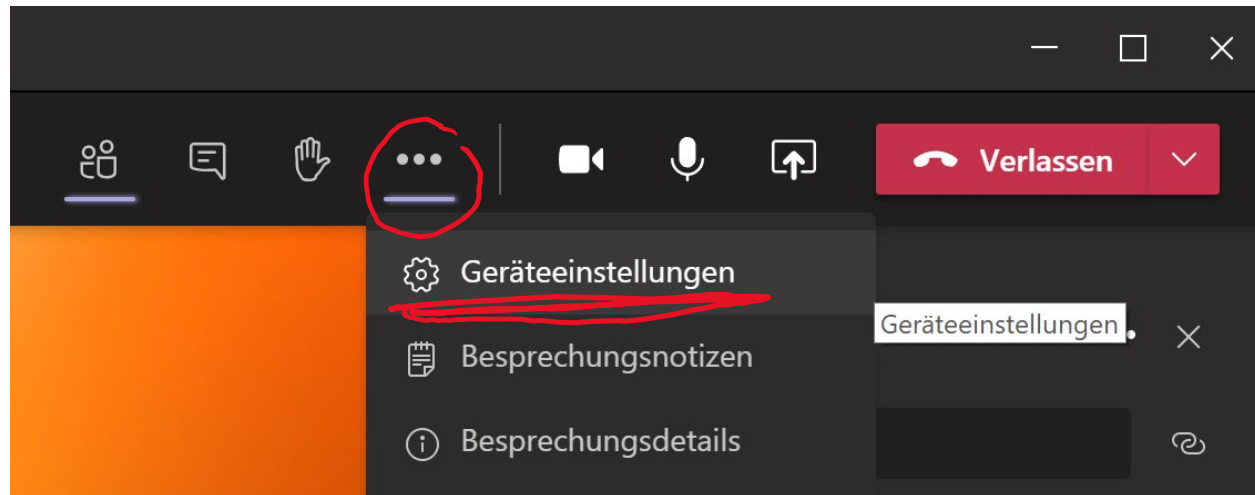 Verlassen
Geräteeinstellungen
Geräteeinstellungen
Besprechungsnotizen
Besprechungsdetails